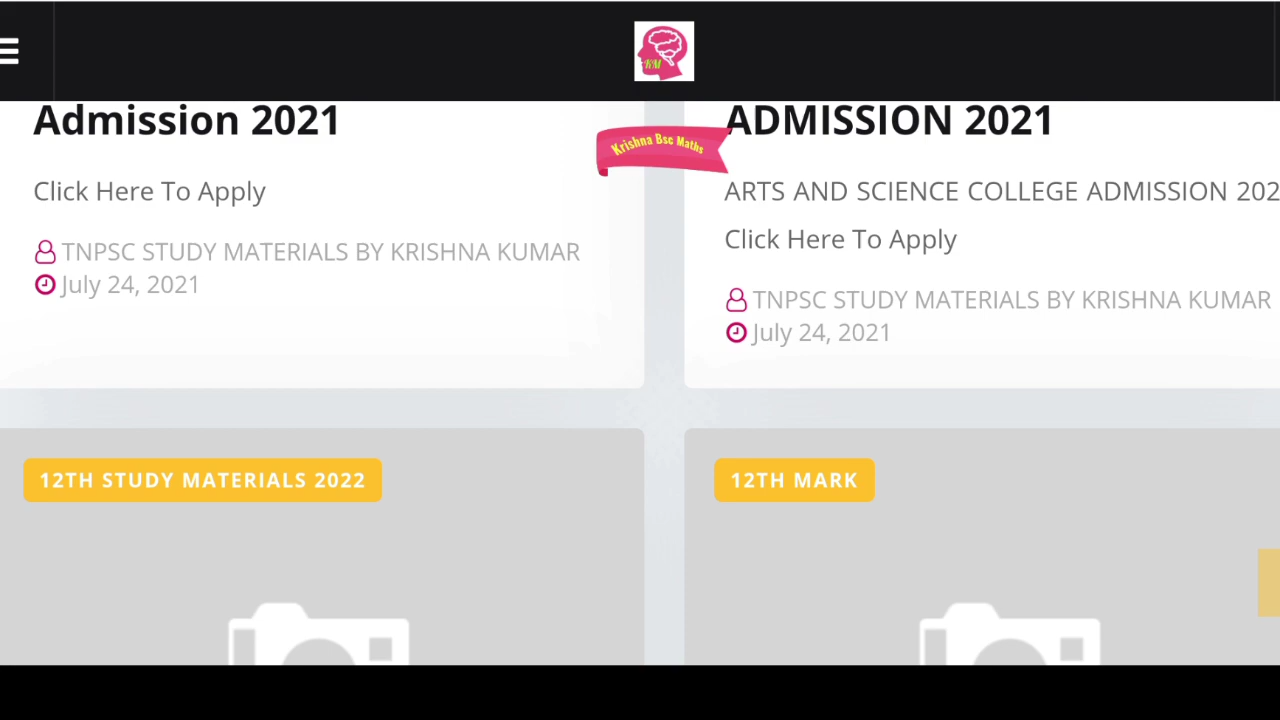 KM
Admission 2021
Click Here To Apply
TNPSC STUDY MATERIALS BY KRISHNA KUMAR
July 24, 2021
Krishna Bsc Maths
ADMISSION 2021
ARTS AND SCIENCE COLLEGE ADMISSION 202
Click Here To Apply
TNPSC STUDY MATERIALS BY KRISHNA KUMAR
July 24, 2021
12TH STUDY MATERIALS 2022
12TH MARK